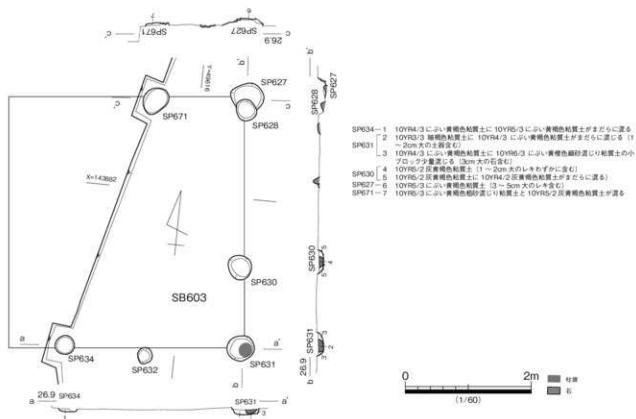 7
6
c'
c
SP671
SP627
26.9
c'
c
Y=49816
b'
b'
SP627
SP628
SP671
SP627
SP628
X=143882
SP634—1 10YR4/3 にぶい黄褐色粘質土に 10YR5/3 にぶい黄褐色粘質土がまだらに混る
SP631
2 10YR3/3 暗褐色粘質土に 10YR4/3 にぶい黄褐色粘質土がまだらに混じる(1
~2cm大の土器含む)
3 10YR4/3 にぶい黄褐色粘質土に 10YR6/3 にぶい黄橙色細砂混じり粘質土の小
ブロック少量混じる(3cm大の石含む)
SP630
4 10YR5/2 灰黄褐色粘質土(1~2cm大のレキわずかに含む)
5 10YR5/2 灰黄褐色粘質土に 10YR4/2 灰黄褐色粘質土がまだらに混る)
SP627—6 10YR5/3 にぶい黄褐色粘質土(3~5cm大のレキ含む)
SP671—7 10YR5/3 にぶい黄褐色粗砂混じり粘質土と 10YR5/2 灰黄褐色粘質土が混る
SP630
SP630
5
4
5
SB603
a
a'
SP634
SP632
SP631
SP631
3
2
3
b
26.9
b
a
26.9
SP634
a'
3
0
2m
(1/60)
柱痕
石